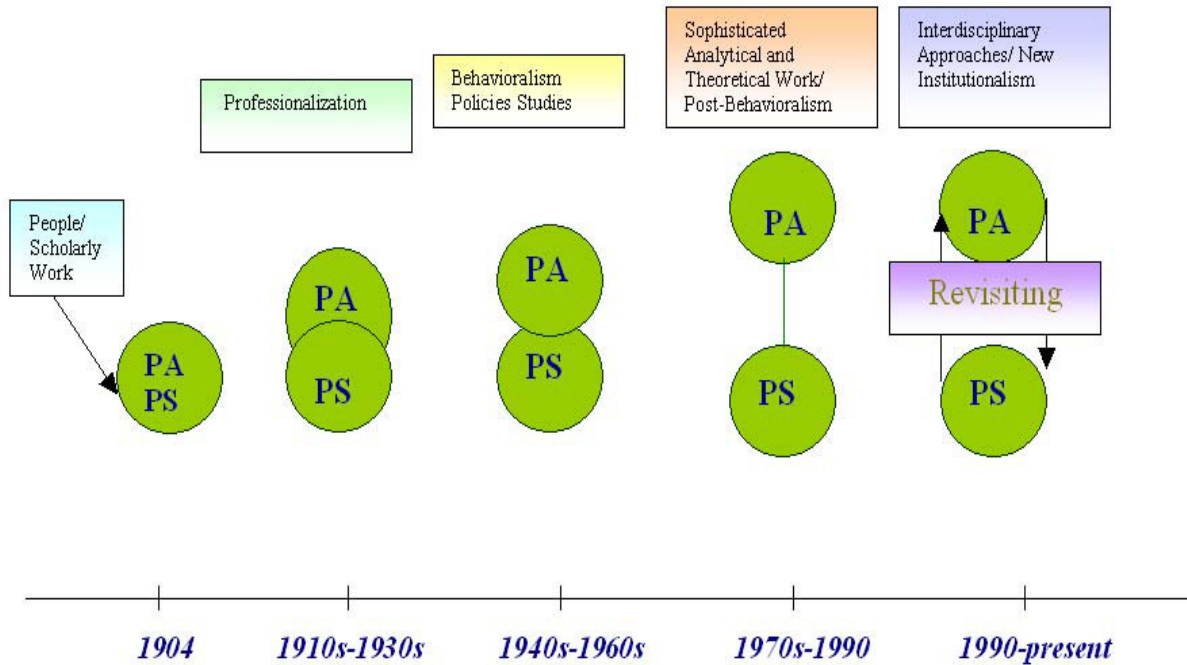 People/
Scholarly
Work
PA
PS
1904
Professionalization
PA
PS
1910s-1930s
Behavioralism
Policies Studies
PA
PS
1940s-1960s
Sophisticated
Analytical and
Theoretical Work/
Post-Behavioralism
PA
PS
1970s-1990
Interdisciplinary
Approaches/ New
Institutionalism
PA
Revisiting
PS
1990-present